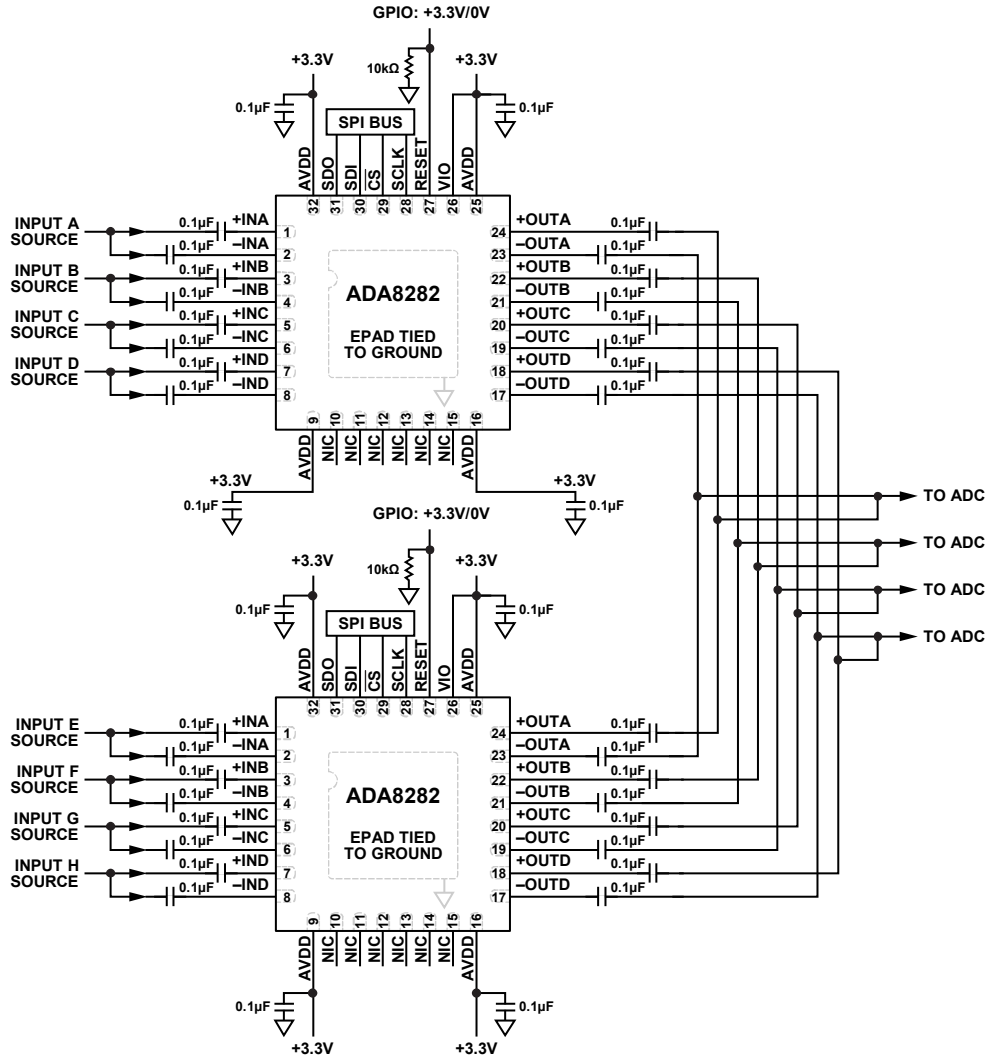 GPIO: +3.3V/0V
+3.3V
10kΩ
+3.3V
0.1µF
0.1µF
SPI BUS
AVDD
SDO
SDI
CS
SCLK
RESET
VIO
AVDD
32
31
30
29
28
27
26
25
INPUT A
SOURCE
0.1µF
+INA
1
0.1µF
–INA
2
INPUT B
SOURCE
0.1µF
+INB
3
0.1µF
–INB
4
INPUT C
SOURCE
0.1µF
+INC
5
0.1µF
–INC
6
INPUT D
SOURCE
0.1µF
+IND
7
0.1µF
–IND
8
ADA8282
EPAD TIED
TO GROUND
24
+OUTA
0.1µF
23
–OUTA
0.1µF
22
+OUTB
0.1µF
21
–OUTB
0.1µF
20
+OUTC
0.1µF
19
–OUTC
0.1µF
18
+OUTD
0.1µF
17
–OUTD
0.1µF
9
10
11
12
13
14
15
16
AVDD
NIC
NIC
NIC
NIC
NIC
NIC
AVDD
+3.3V
0.1µF
+3.3V
0.1µF
TO ADC
TO ADC
TO ADC
TO ADC
GPIO: +3.3V/0V
+3.3V
10kΩ
+3.3V
0.1µF
0.1µF
SPI BUS
AVDD
SDO
SDI
CS
SCLK
RESET
VIO
AVDD
32
31
30
29
28
27
26
25
INPUT E
SOURCE
0.1µF
+INA
1
0.1µF
–INA
2
INPUT F
SOURCE
0.1µF
+INB
3
0.1µF
–INB
4
INPUT G
SOURCE
0.1µF
+INC
5
0.1µF
–INC
6
INPUT H
SOURCE
0.1µF
+IND
7
0.1µF
–IND
8
ADA8282
EPAD TIED
TO GROUND
24
+OUTA
0.1µF
23
–OUTA
0.1µF
22
+OUTB
0.1µF
21
–OUTB
0.1µF
20
+OUTC
0.1µF
19
–OUTC
0.1µF
18
+OUTD
0.1µF
17
–OUTD
0.1µF
9
10
11
12
13
14
15
16
AVDD
NIC
NIC
NIC
NIC
NIC
NIC
AVDD
0.1µF
0.1µF
+3.3V
+3.3V